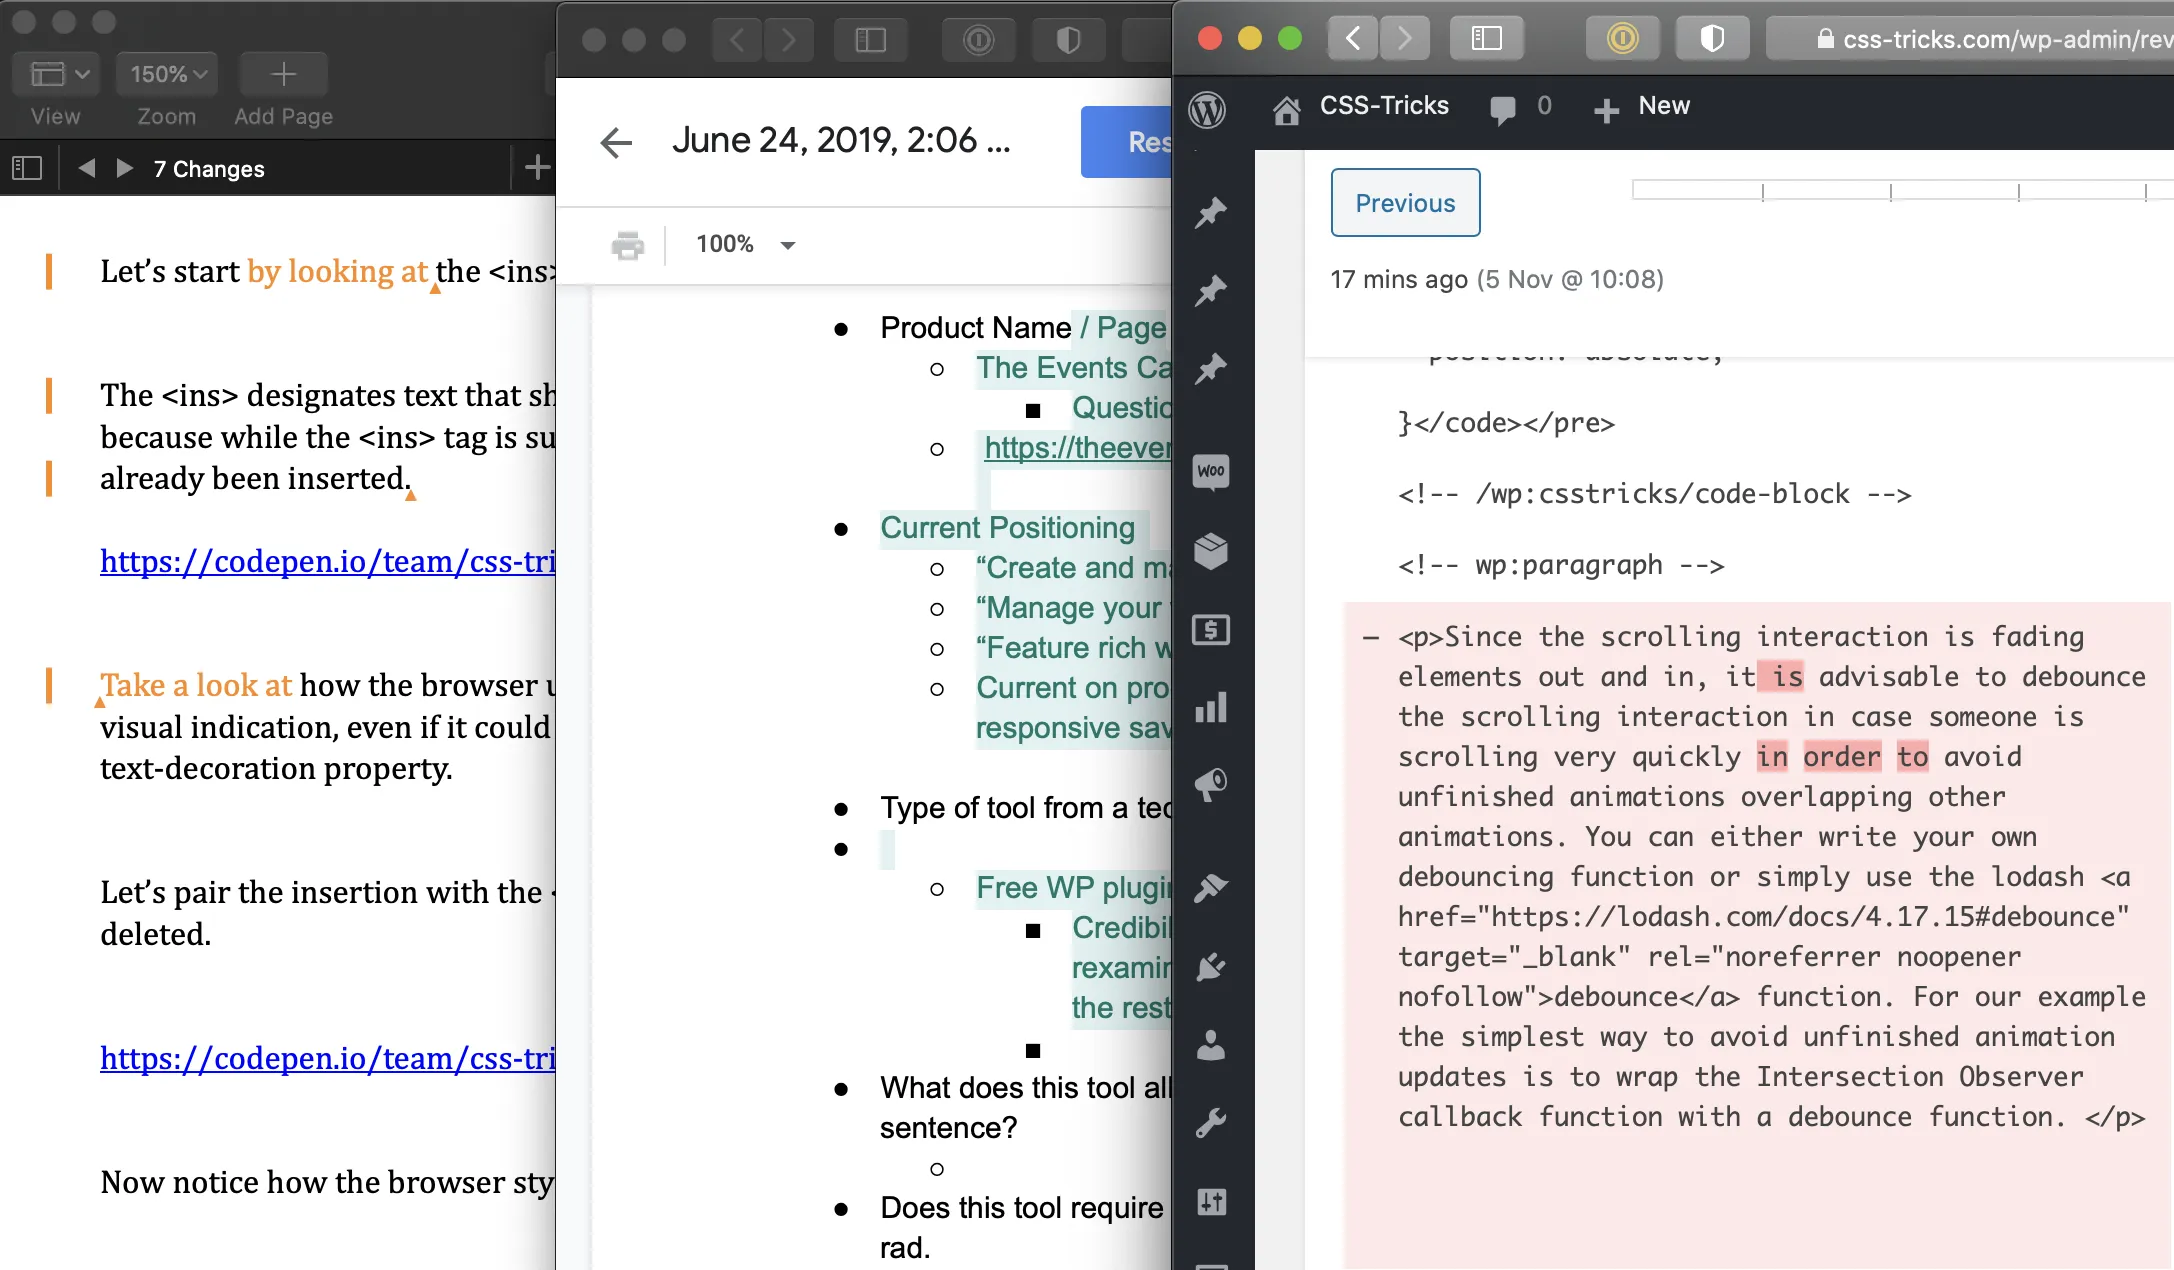 150%
View
Zoom
Add Page
7 Changes
Let’s start by looking at the <ins>
The <ins> designates text that sh
because while the <ins> tag is su
already been inserted.
https://codepen.io/team/css-tri
Take a look at how the browser u
visual indication, even if it could
text-decoration property.
Let’s pair the insertion with the <
deleted.
https://codepen.io/team/css-tri
Now notice how the browser sty
June 24, 2019, 2:06 ...
Res
100%
Product Name / Page
The Events Ca
Questio
https://theever
Current Positioning
“Create and ma
“Manage your
“Feature rich w
Current on pro
responsive sav
Type of tool from a tec
Free WP plugin
Credibil
rexamin
the rest
What does this tool all
sentence?
Does this tool require
rad.
css-tricks.com/wp-admin/rev
CSS-Tricks
0
New
Previous
17 mins ago (5 Nov @ 10:08)
position: absolute;
}</code></pre>
<!-- /wp:csstricks/code-block -->
<!-- wp:paragraph -->
– <p>Since the scrolling interaction is fading
elements out and in, it is advisable to debounce
the scrolling interaction in case someone is
scrolling very quickly in order to avoid
unfinished animations overlapping other
animations. You can either write your own
debouncing function or simply use the lodash <a
href="https://lodash.com/docs/4.17.15#debounce"
target="_blank" rel="noreferrer noopener
nofollow">debounce</a> function. For our example
the simplest way to avoid unfinished animation
updates is to wrap the Intersection Observer
callback function with a debounce function. </p>
Woo